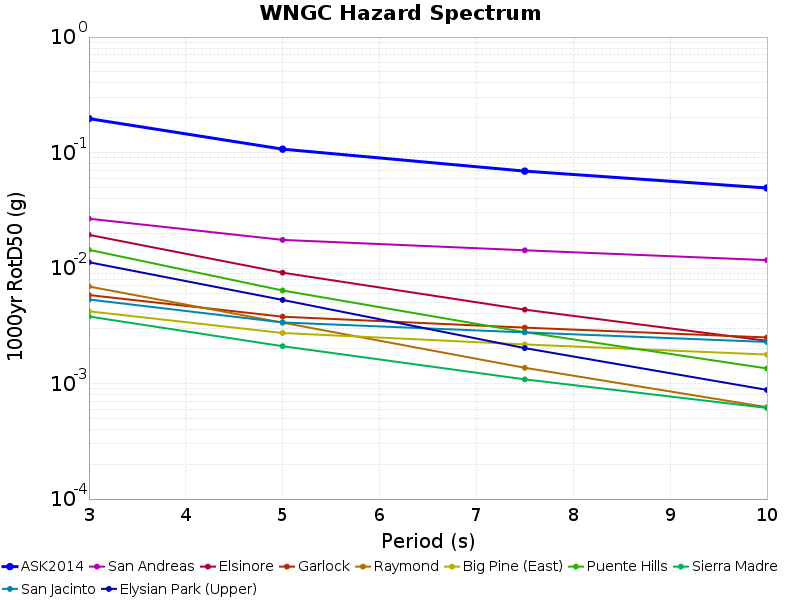 WNGC Hazard Spectrum
10^0
10^-1
10^-2
10^-3
10^-4
1000yr RotD50 (g)
3 4 5 6 7 8 9 10
Period (s)
ASK2014 San Andreas Elsinore Garlock Raymond Big Pine (East) Puente Hills Sierra Madre
San Jacinto Elysian Park (Upper)